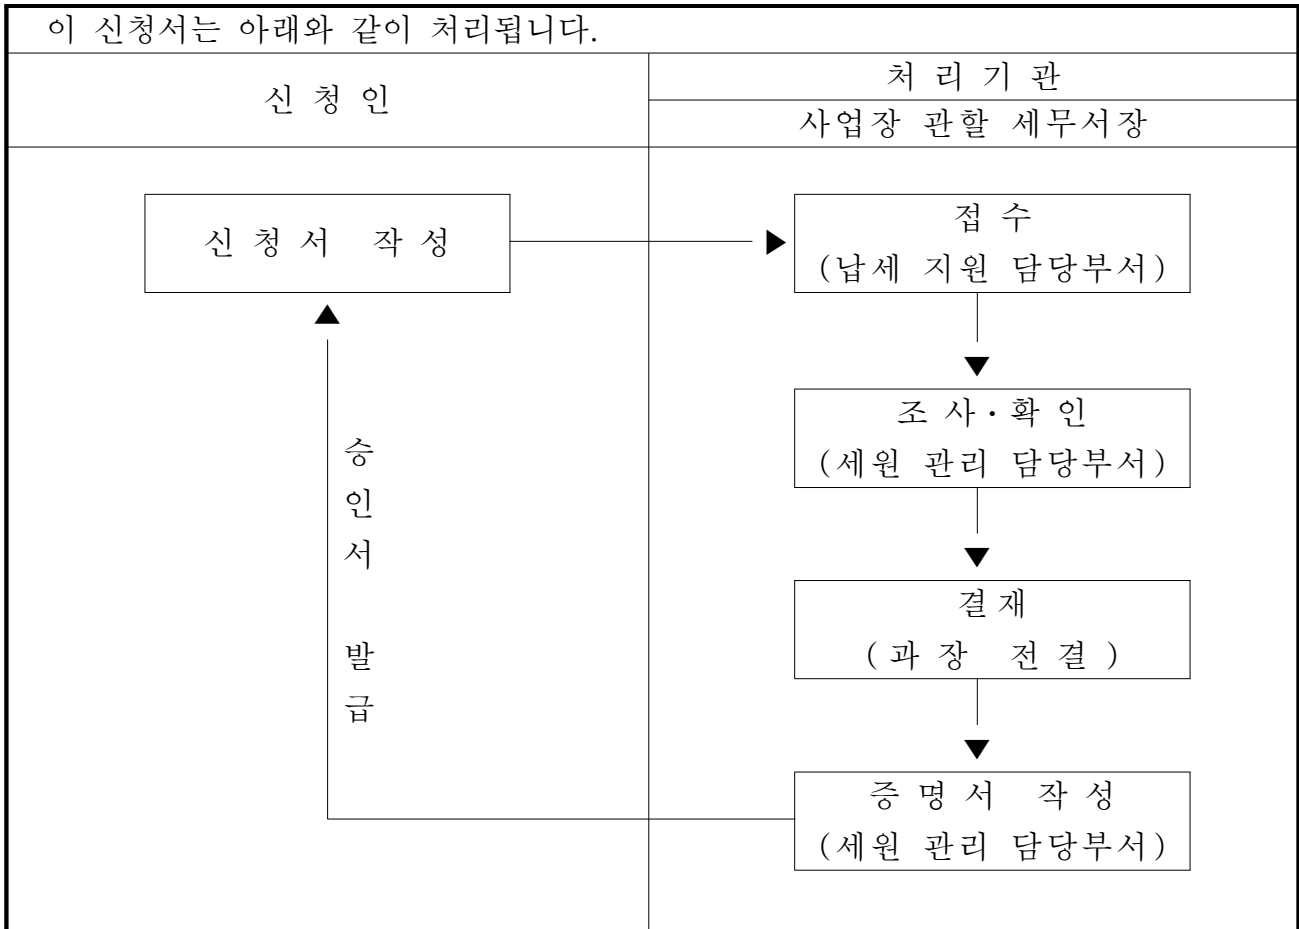 이 신청서는 아래와 같이 처리됩니다.
신 청 인
처 리 기 관
사업장 관할 세무서장
신 청 서 작 성
접 수
(납세 지원 담당부서)
조 사·확 인
(세원 관리 담당부서)
결 재
( 과 장 전 결 )
증 명 서 작 성
(세원 관리 담당부서)
승
인
서
발
급